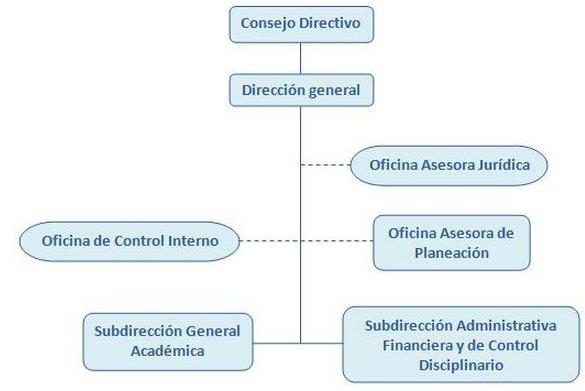 Consejo Directivo
Dirección general
Oficina Asesora Jurídica
Oficina de Control Interno
Oficina Asesora de
Planeación
Subdirección General
Académica
Subdirección Administrativa
Financiera y de Control
Disciplinario